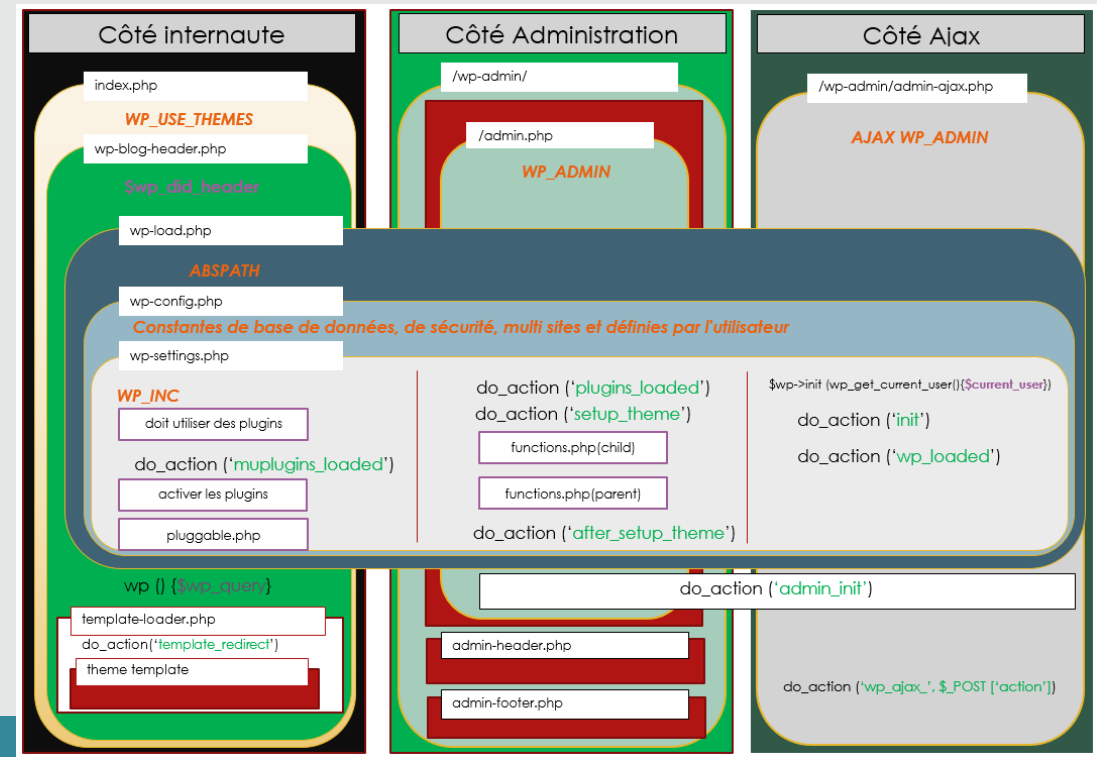 Côté internaute
index.php
WP_USE_THEMES
wp-blog-header.php
$wp_did_header
wp-load.php
ABSPATH
wp-config.php
Constantes de base de données, de sécurité, multi sites et définies par l'utilisateur
wp-settings.php
WP_INC
doit utiliser des plugins
do_action ('muplugins_loaded')
activer les plugins
pluggable.php
wp () {$wp_query}
template-loader.php
do_action('template_redirect')
theme template
Côté Administration
/wp-admin/
/admin.php
WP_ADMIN
do_action ('plugins_loaded')
do_action ('setup_theme')
functions.php(child)
functions.php(parent)
do_action ('after_setup_theme')
do_action ('admin_init')
admin-header.php
admin-footer.php
Côté Ajax
/wp-admin/admin-ajax.php
AJAX WP_ADMIN
$wp->init (wp_get_current_user(){$current_user})
do_action ('init')
do_action ('wp_loaded')
do_action ('wp_ajax_', $_POST ['action'])